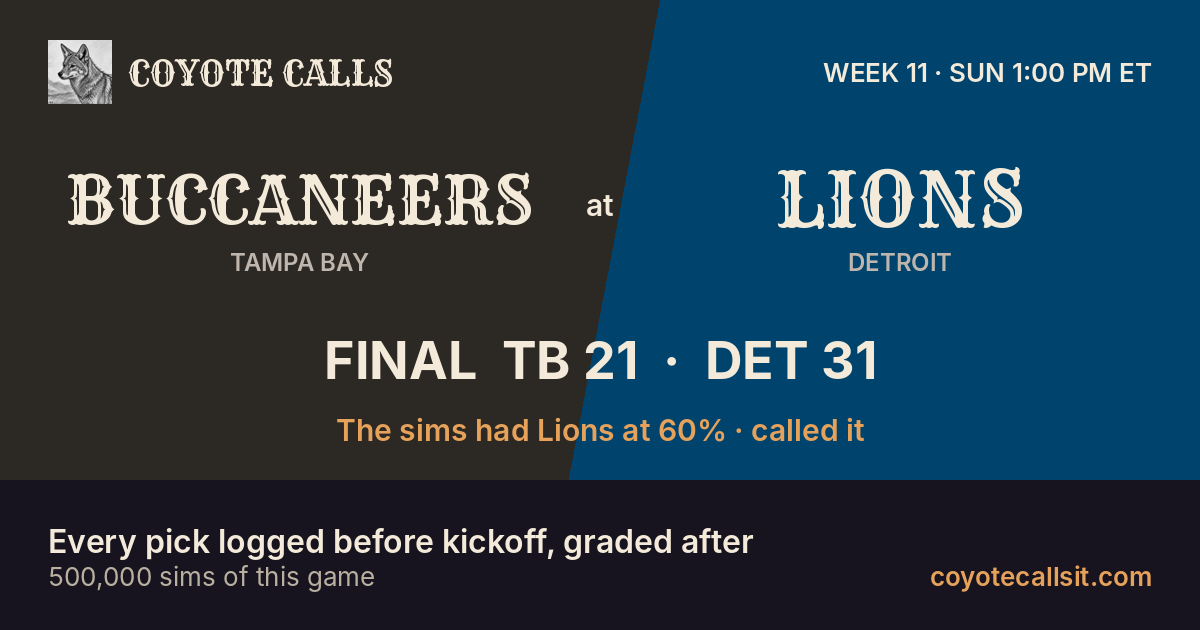 COYOTE CALLS
WEEK 11 · SUN 1:00 PM ET
BUCCANEERS at LIONS
TAMPA BAY DETROIT
FINAL TB 21 · DET 31
The sims had Lions at 60% · called it
Every pick logged before kickoff, graded after
500,000 sims of this game
coyotecallsit.com